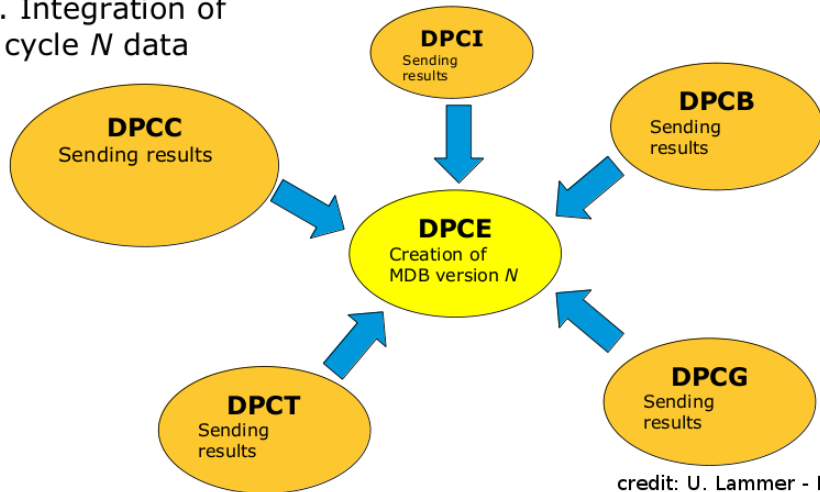 . Integration of
cycle N data
DPCI
Sending
results
DPCC
Sending results
DPCB
Sending
results
DPCE
Creation of
MDB version N
DPCT
Sending
results
DPCG
Sending
results
credit: U. Lammer -